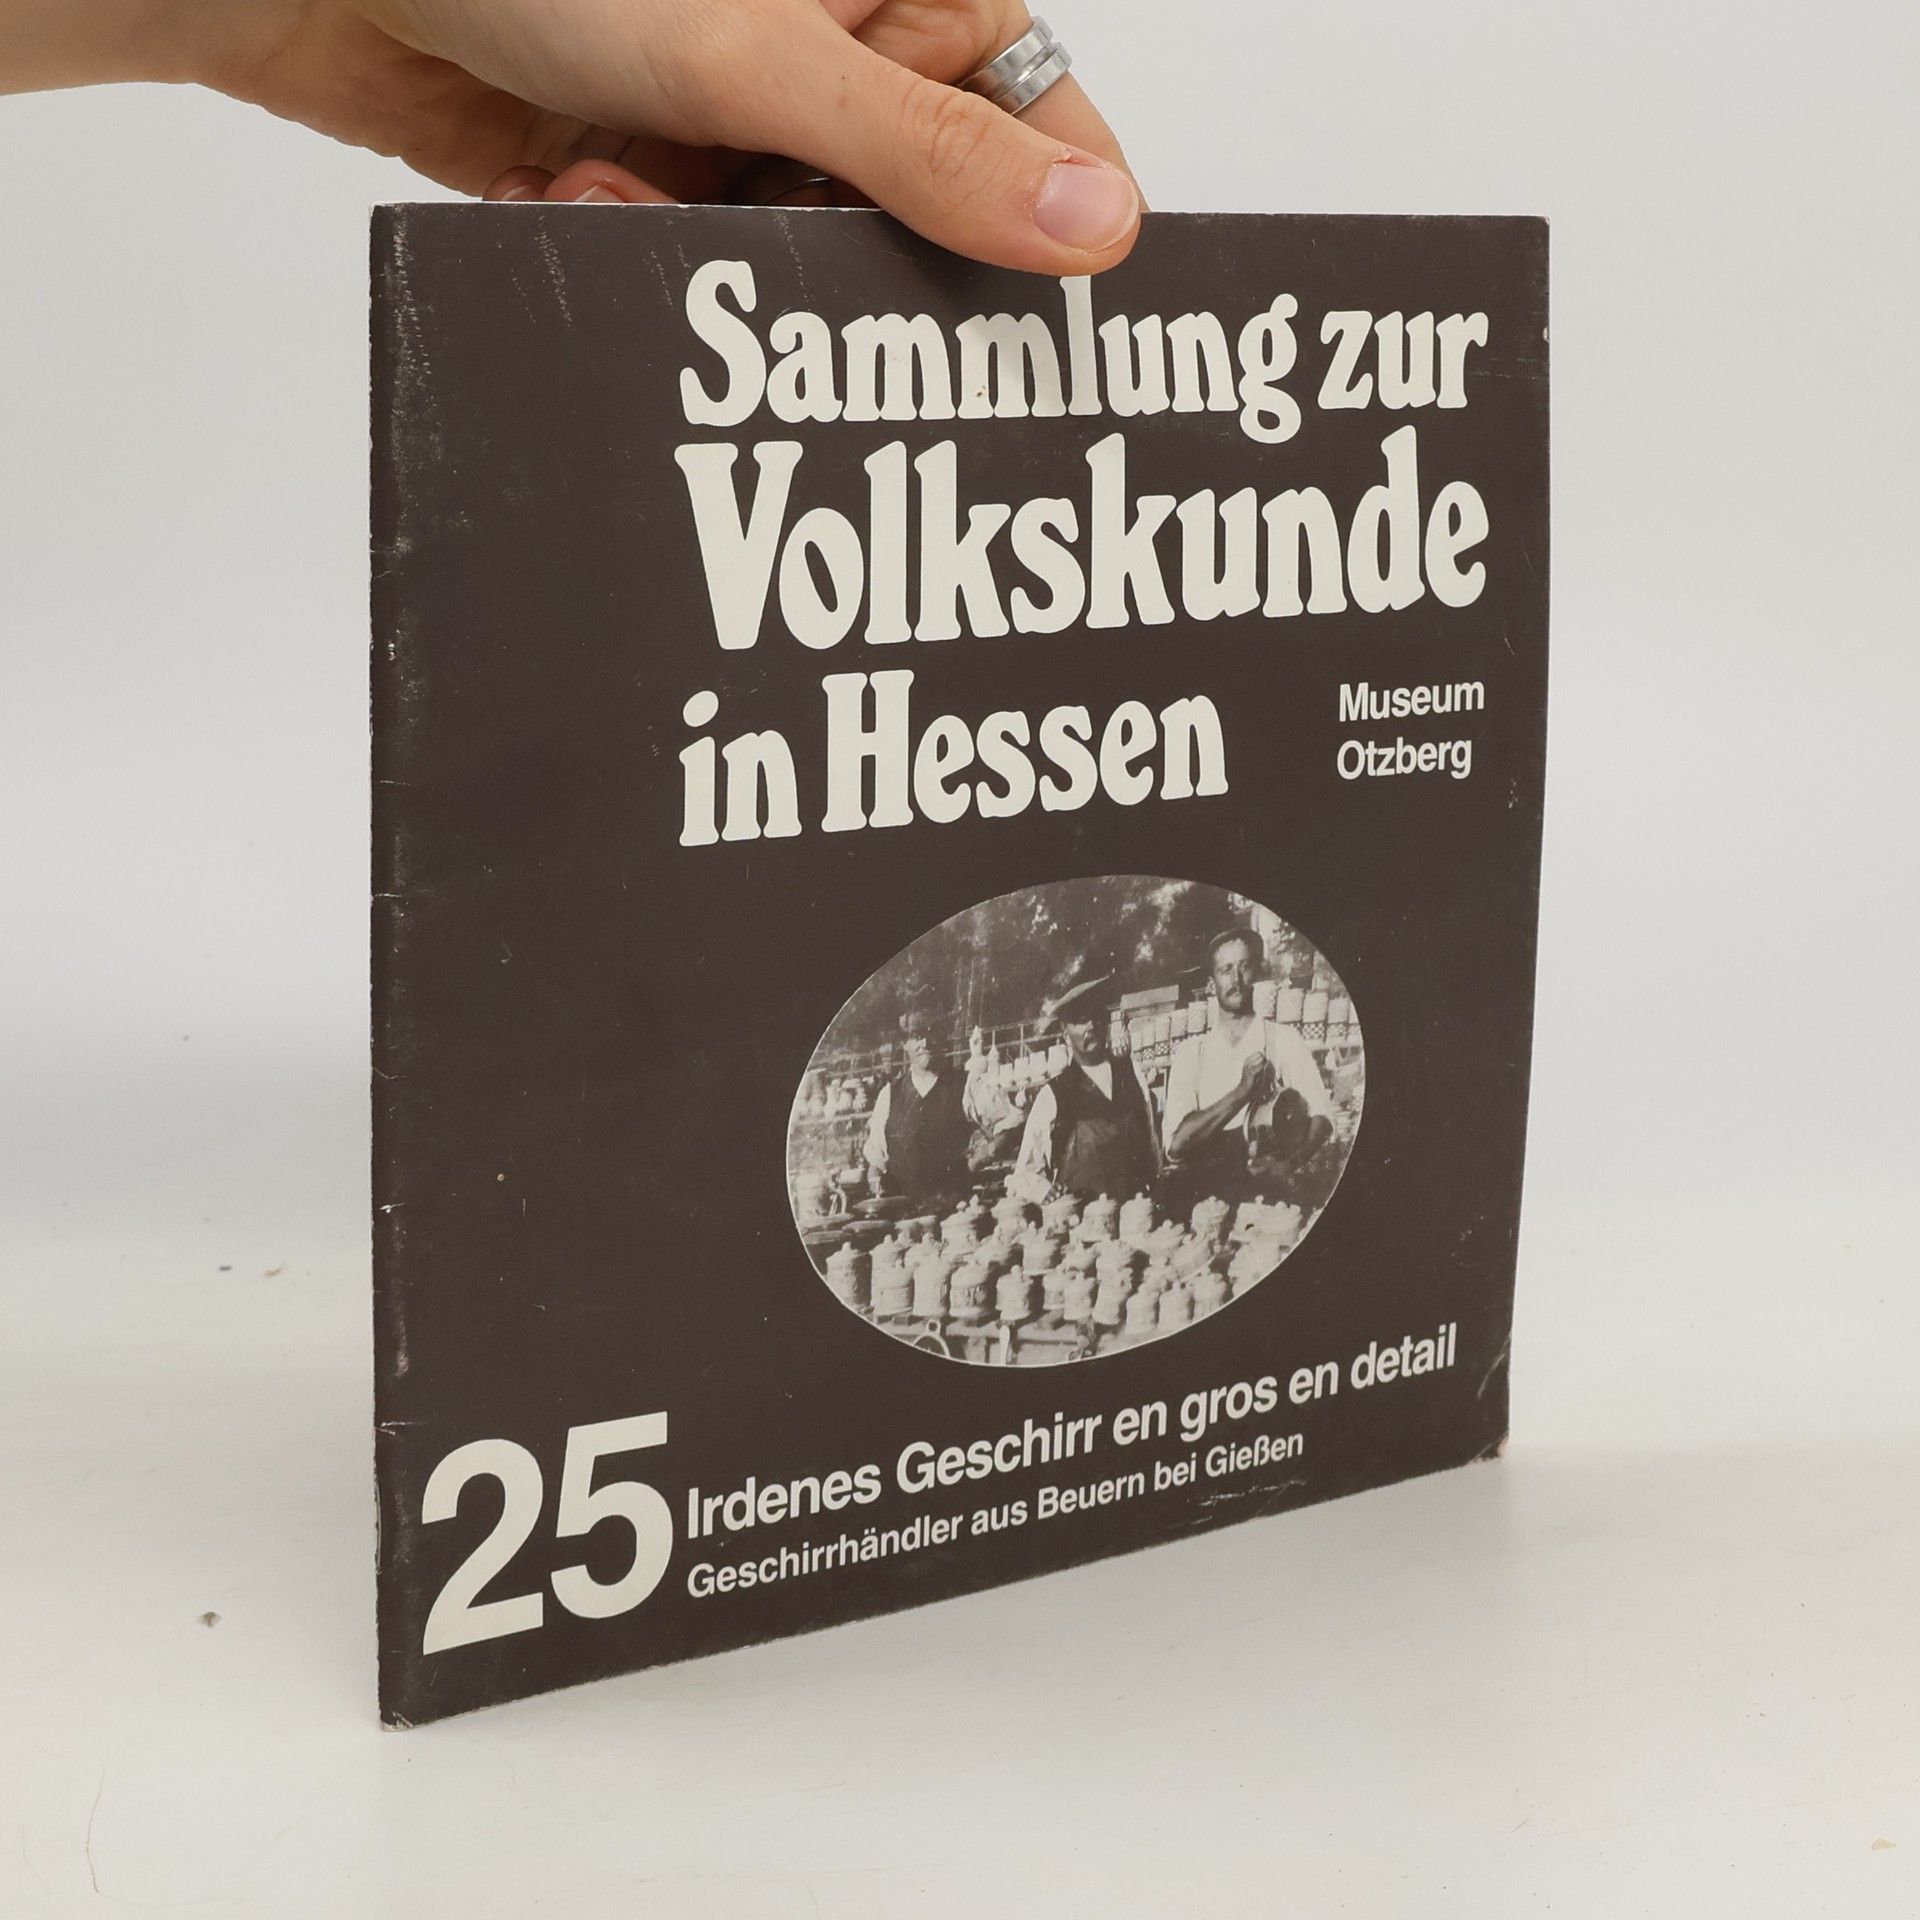 Sammlung zur
Volkskunde
in Hessen
Museum
Otzberg
25
Irdenes Geschirr en gros en detail
Geschirrhändler aus Beuern bei Gießen